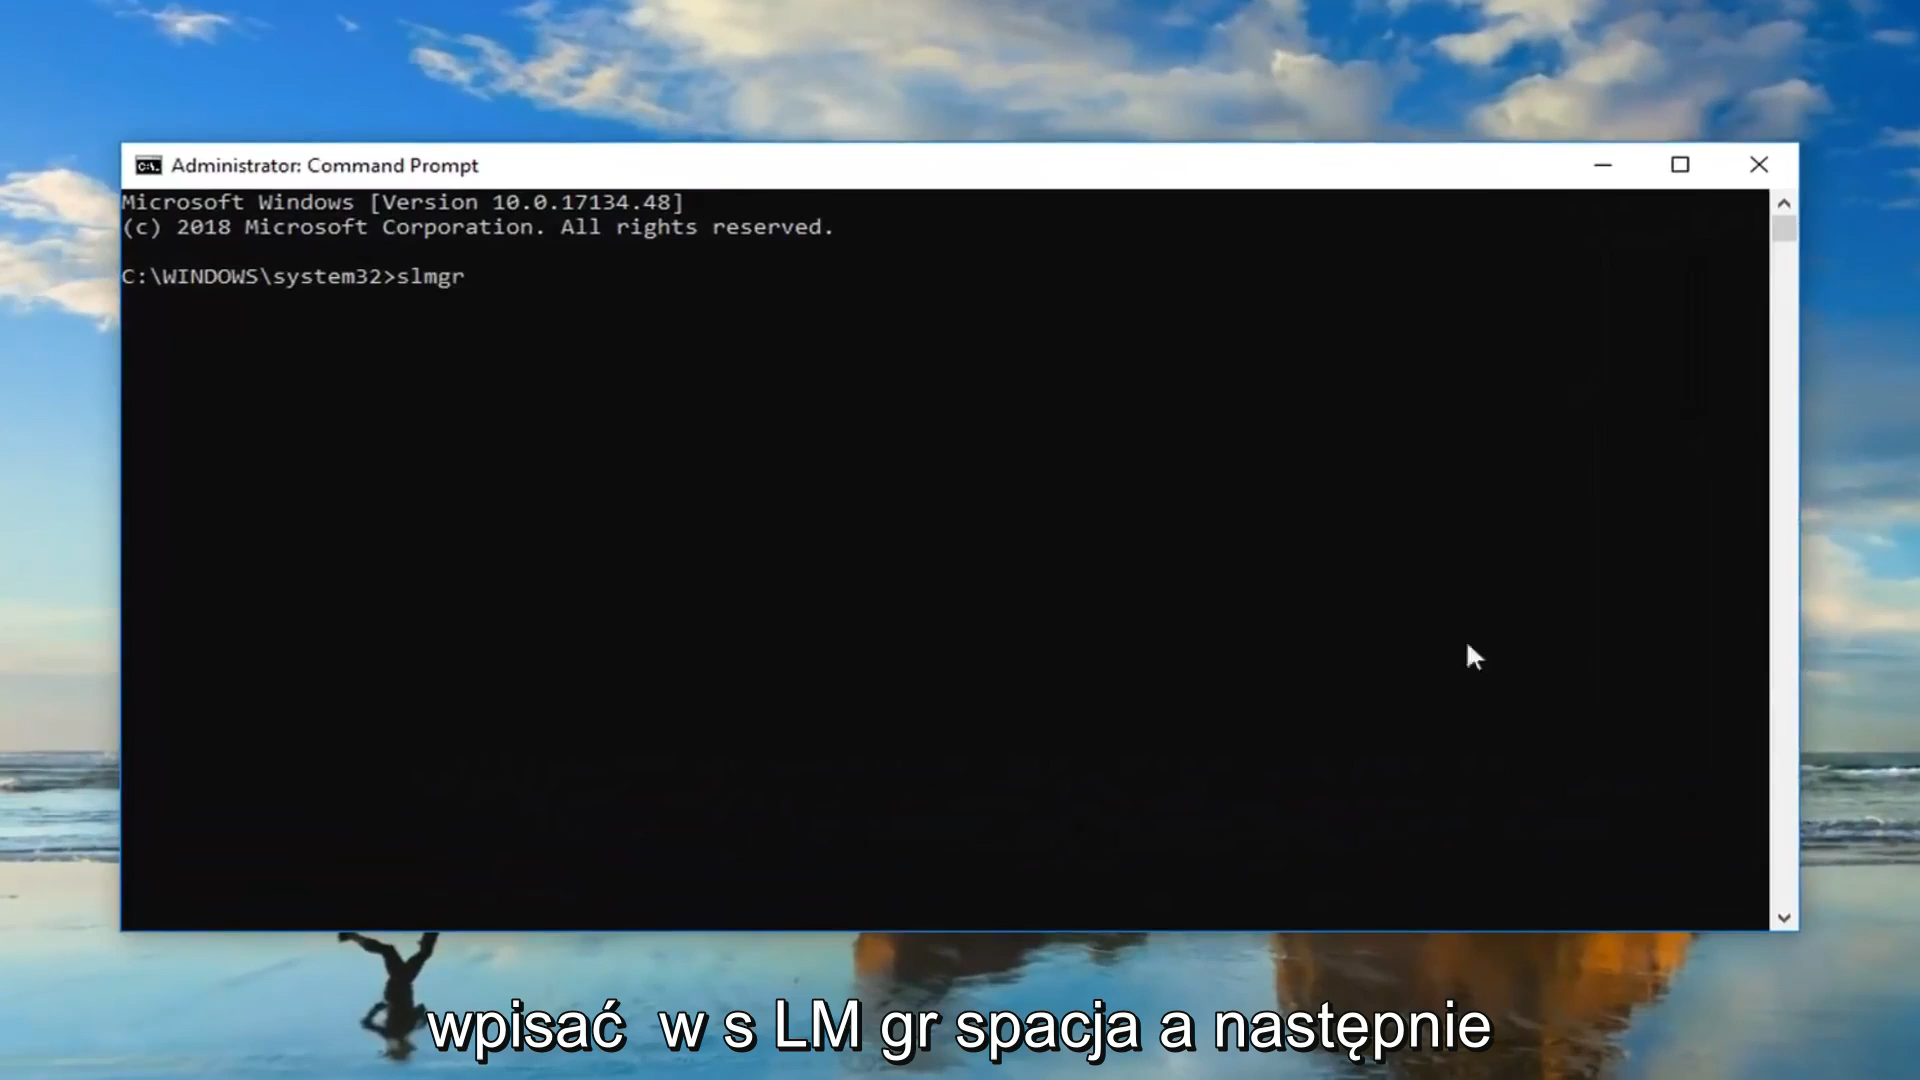 Administrator: Command Prompt
Microsoft Windows [Version 10.0.17134.48]
(c) 2018 Microsoft Corporation. All rights reserved.
C:\WINDOWS\system32>slmgr
wpisać w s LM gr spacja a następnie